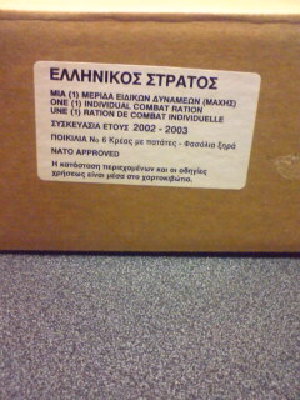 ΕΛΛΗΝΙΚΟΣ ΣΤΡΑΤΟΣ
ΜΙΑ (1) ΜΕΡΙΔΑ ΕΙΔΙΚΩΝ ΔΥΝΑΜΕΩΝ (ΜΑΧΗΣ)
ONE (1) INDIVIDUAL COMBAT RATION
UNE (1) RATION DE COMBAT INDIVIDUELLE
ΣΥΣΚΕΥΑΣΙΑ ΕΤΟΥΣ 2002 - 2003
ΠΟΙΚΙΛΙΑ Νο 6 Κρέας με πατάτες - Φασόλια ξηρά
NATO APPROVED
Η κατάσταση περιεχομένων και οι οδηγίες
χρήσεως είναι μέσα στο χαρτοκιβώτιο.